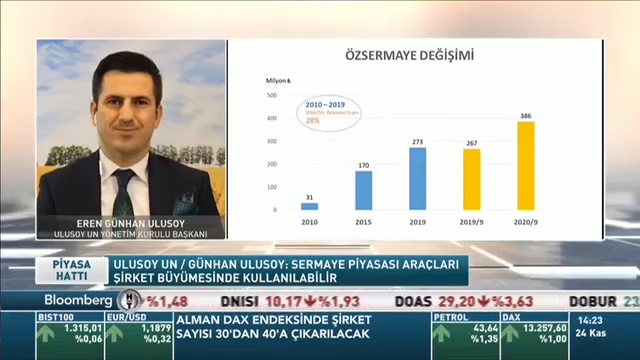 ÖZSERMAYE DEĞİŞİMİ
Milyon ₺
500
400
300
200
100
0
2010 – 2019
28%
31
170
273
267
386
2010
2015
2019
2019/9
2020/9
EREN GÜNHAN ULUSOY
ULUSOY UN YÖNETİM KURULU BAŞKANI
PİYASA
HATTI
ULUSOY UN / GÜNHAN ULUSOY: SERMAYE PİYASASI ARAÇLARI
ŞİRKET BÜYÜMESİNDE KULLANILABİLİR
Bloomberg HT %1,48 DNISI 10,17 %1,93 DOAS 29,20 %3,63 DOBUR 23
BIST100
1.315,01
%0,06
EUR/USD
1,1879
%0,32
ALMAN DAX ENDEKSİNDE ŞİRKET
SAYISI 30'DAN 40'A ÇIKARILACAK
PETROL
43,64
%1,35
DAX
13.257,60
%1,00
14:23
24 Kas